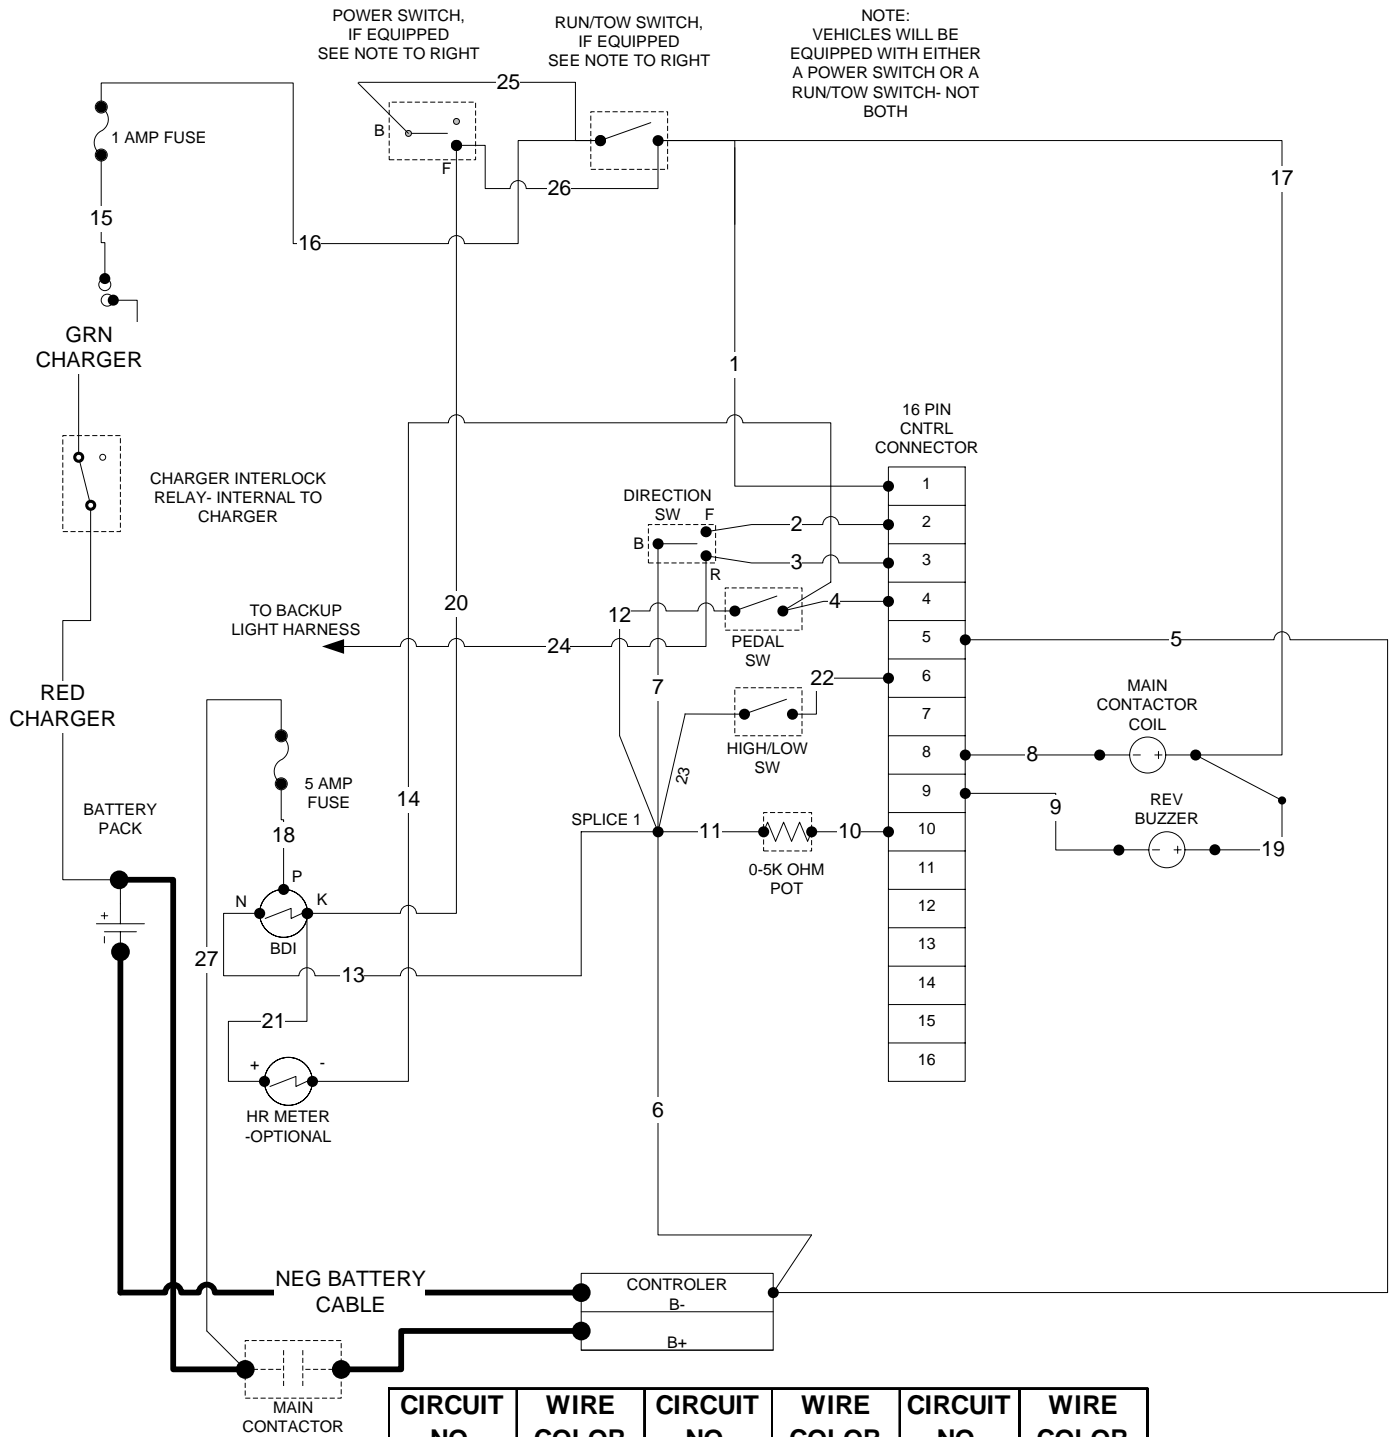 POWER SWITCH,
IF EQUIPPED
SEE NOTE TO RIGHT
RUN/TOW SWITCH,
IF EQUIPPED
SEE NOTE TO RIGHT
NOTE:
VEHICLES WILL BE
EQUIPPED WITH EITHER
A POWER SWITCH OR A
RUN/TOW SWITCH- NOT
BOTH
25
B
F
1 AMP FUSE
26
17
15
16
GRN
CHARGER
1
16 PIN
CNTRL
CONNECTOR
CHARGER INTERLOCK
RELAY- INTERNAL TO
CHARGER
DIRECTION
SW
F
B
R
2
3
1
2
3
4
5
6
7
8
9
10
11
12
13
14
15
16
20
12
4
PEDAL
SW
TO BACKUP
LIGHT HARNESS
24
5
7
22
RED
CHARGER
HIGH/LOW
SW
23
MAIN
CONTACTOR
COIL
8
- +
5 AMP
FUSE
14
BATTERY
PACK
18
SPLICE 1
11
10
0-5K OHM
POT
9
REV
BUZZER
- +
19
P
N
K
BDI
+
-
27
13
21
+
-
HR METER
-OPTIONAL
6
NEG BATTERY
CABLE
CONTROLER
B-
B+
MAIN
CONTACTOR
CIRCUIT WIRE CIRCUIT WIRE CIRCUIT WIRE
NO. COLOR NO. COLOR NO. COLOR